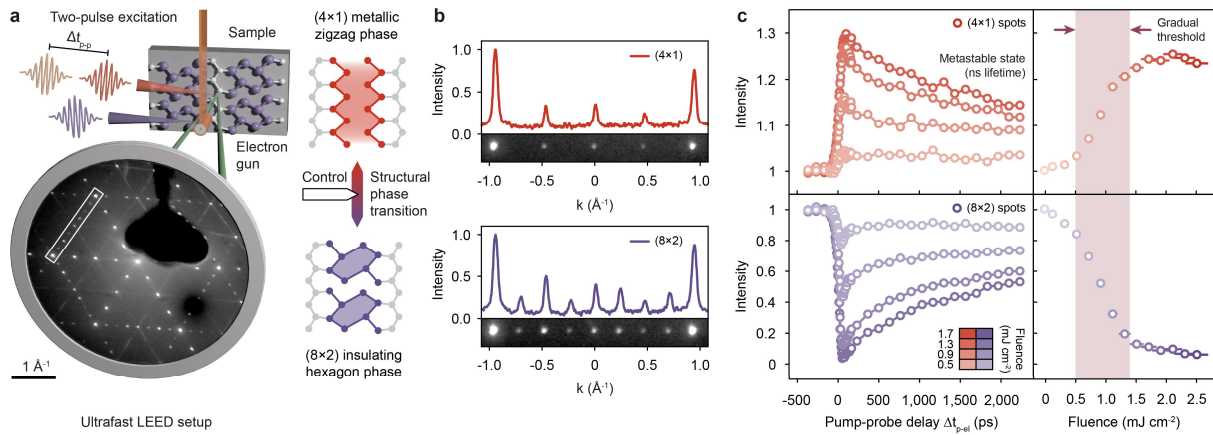 a
Two-pulse excitation
Δt p-p
Sample
Electron
gun
1 Å⁻¹
Ultrafast LEED setup
(4×1) metallic
zigzag phase
Control
Structural
phase
transition
(8×2) insulating
hexagon phase
b
Intensity
1.0
0.5
0.0
(4×1)
-1.0 -0.5 0 0.5 1.0
k (Å⁻¹)
Intensity
1.0
0.5
0.0
(8×2)
-1.0 -0.5 0 0.5 1.0
k (Å⁻¹)
c
Intensity
1.3
1.2
1.1
1
Metastable state
(ns lifetime)
(4×1) spots
Gradual
threshold
Intensity
1
0.8
0.6
0.4
0.2
0
(8×2) spots
1.7
1.3
0.9
0.5
Fluence
(mJ cm⁻²)
-500 0 500 1,000 1,500 2,000
Pump-probe delay Δt p-el (ps)
0 0.5 1.0 1.5 2.0 2.5
Fluence (mJ cm⁻²)